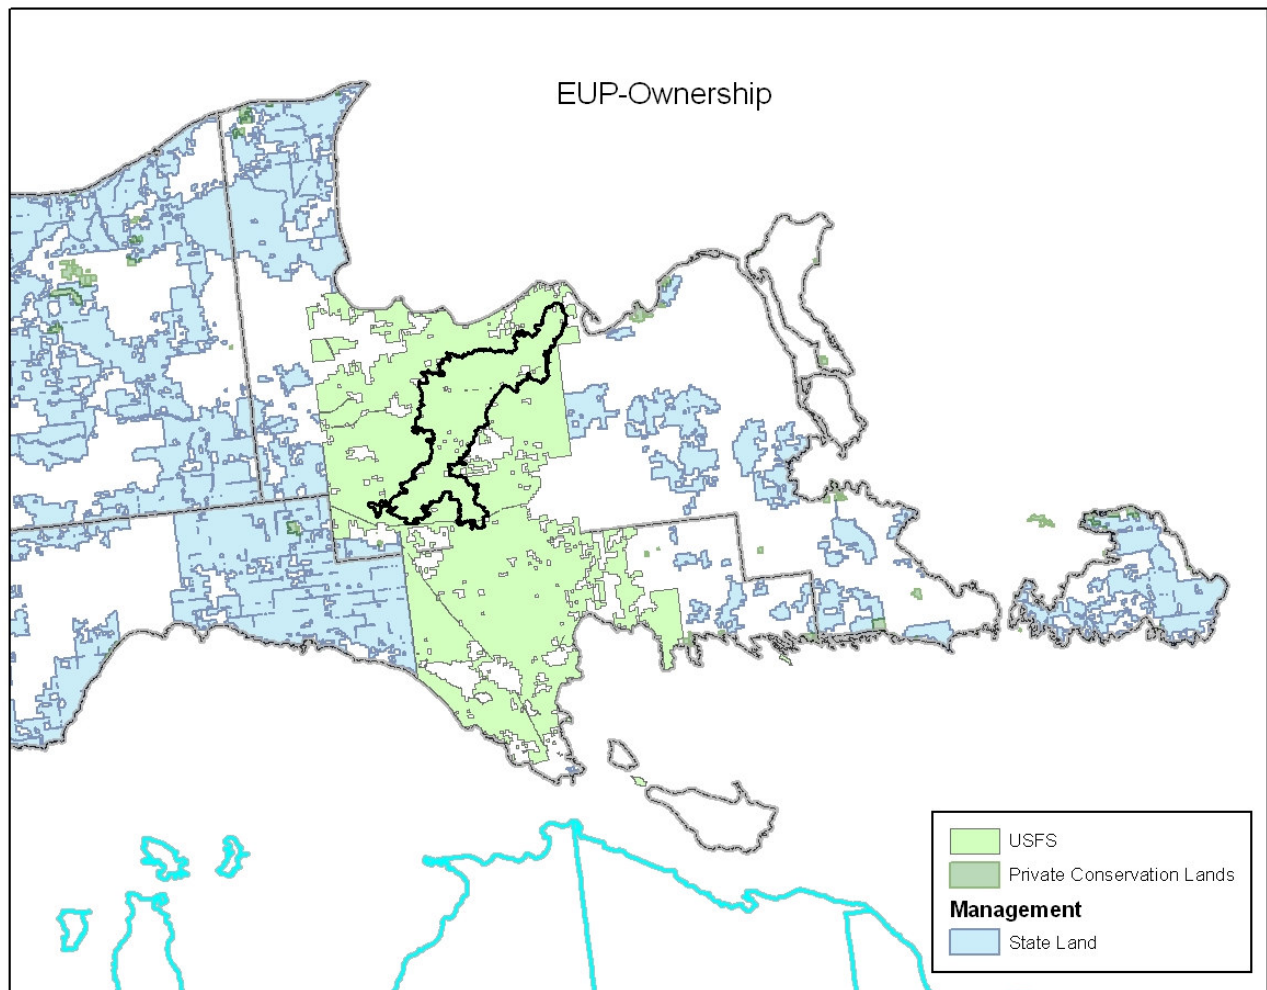 EUP-Ownership
USFS
Private Conservation Lands
Management
State Land